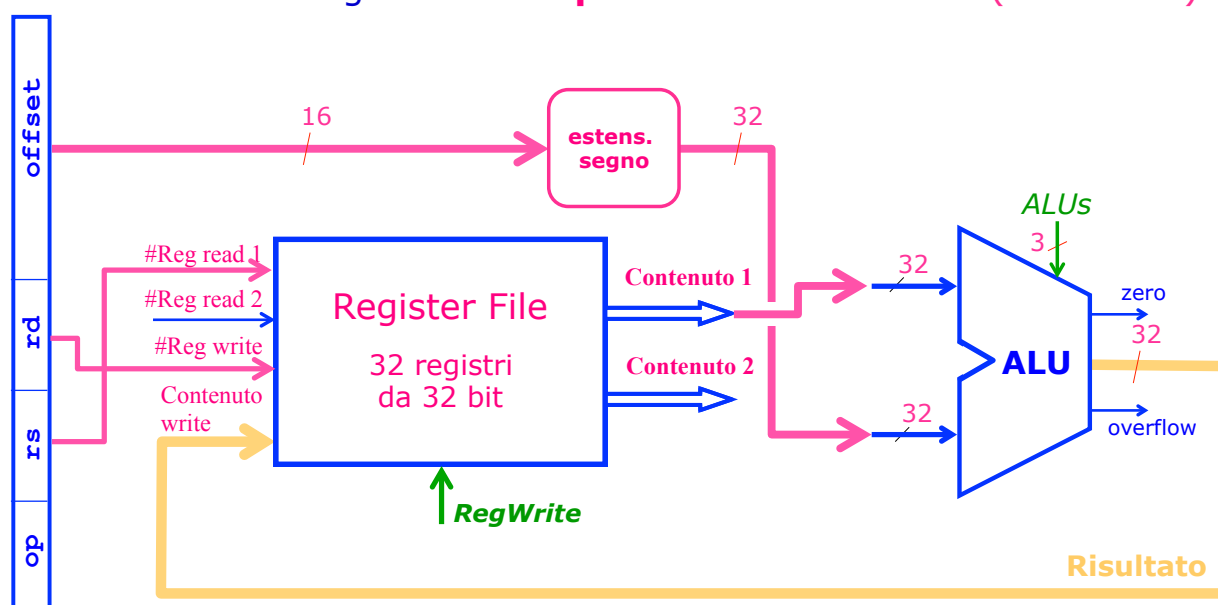 offset
rd
rs
op
16
estens.
segno
32
#Reg read 1
#Reg read 2
#Reg write
Contenuto
write
Register File
32 registri
da 32 bit
RegWrite
Contenuto 1
Contenuto 2
32
32
ALUs
3
ALU
zero
32
overflow
Risultato